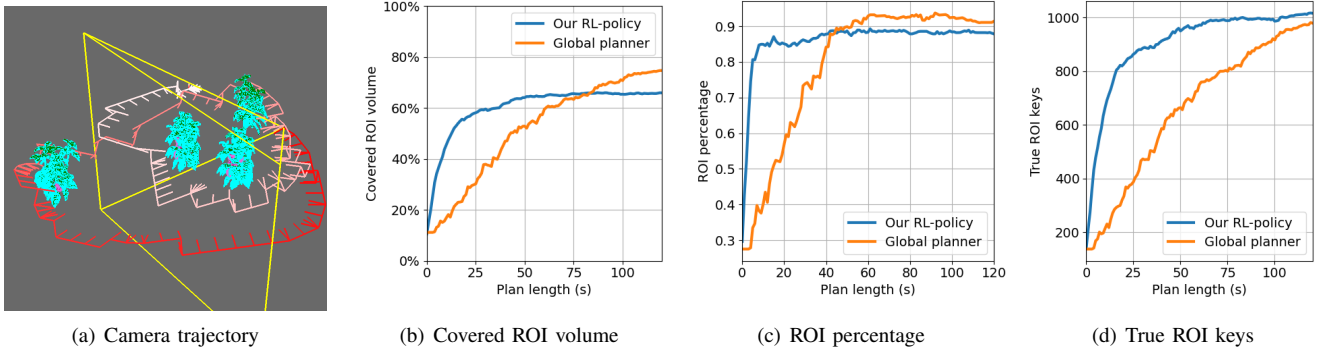 100%
80%
60%
40%
20%
0%
Covered ROI volume
Our RL-policy
Global planner
0
25
50
75
100
Plan length (s)
0.9
0.8
0.7
0.6
0.5
0.4
0.3
ROI percentage
Our RL-policy
Global planner
0
20
40
60
80
100
120
Plan length (s)
1000
800
600
400
200
True ROI keys
Our RL-policy
Global planner
0
25
50
75
100
Plan length (s)
(a) Camera trajectory
(b) Covered ROI volume
(c) ROI percentage
(d) True ROI keys